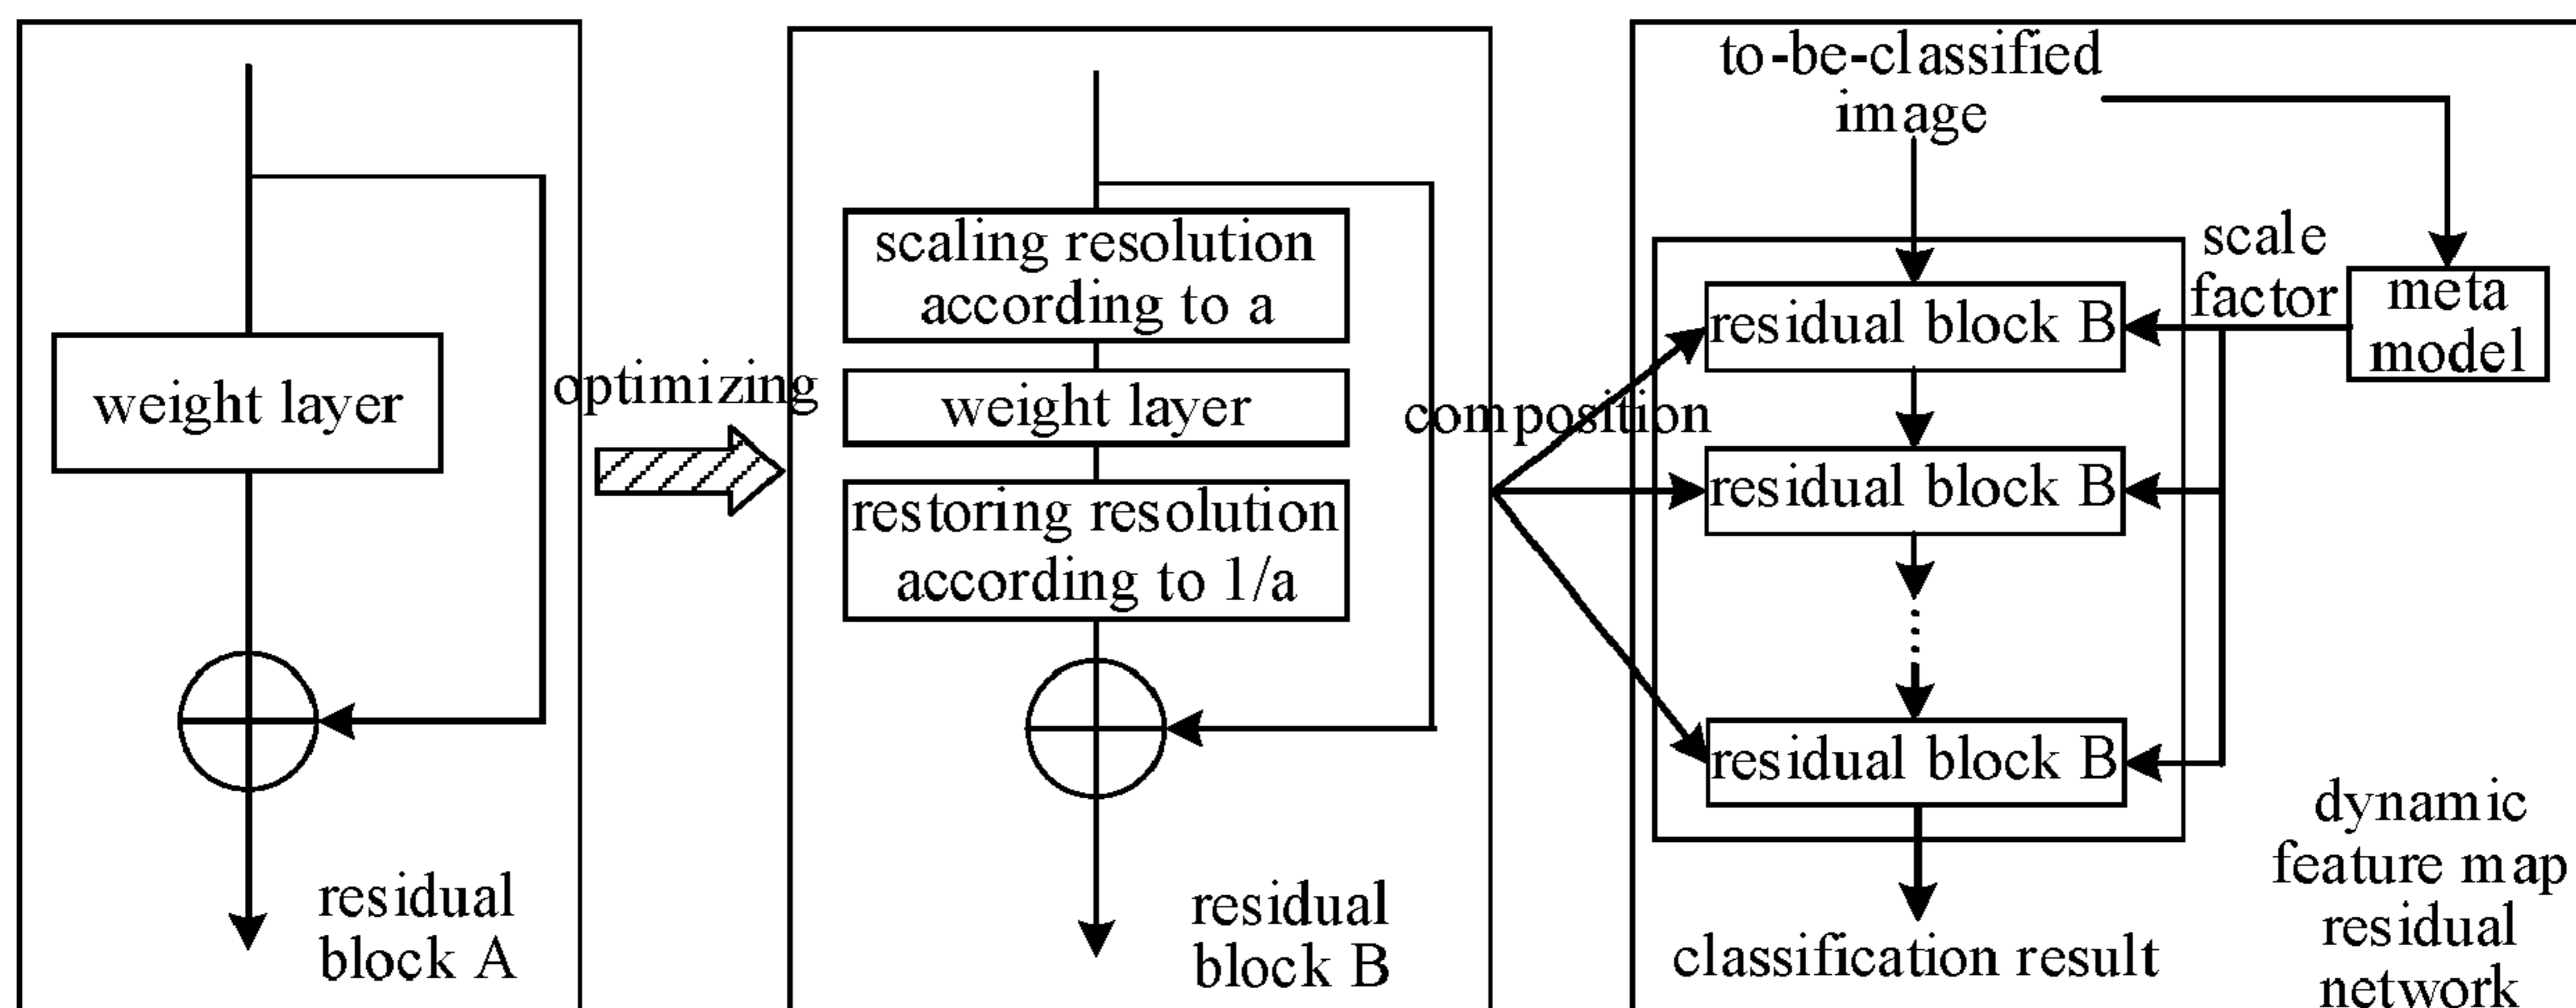 weight layer
residual
block A
optimizing
scaling resolution
according to a
weight layer
restoring resolution
according to 1/a
residual
block B
composition
to-be-classified
image
scale
factor
meta
model
residual block B
residual block B
residual block B
classification result
dynamic
feature map
residual
network